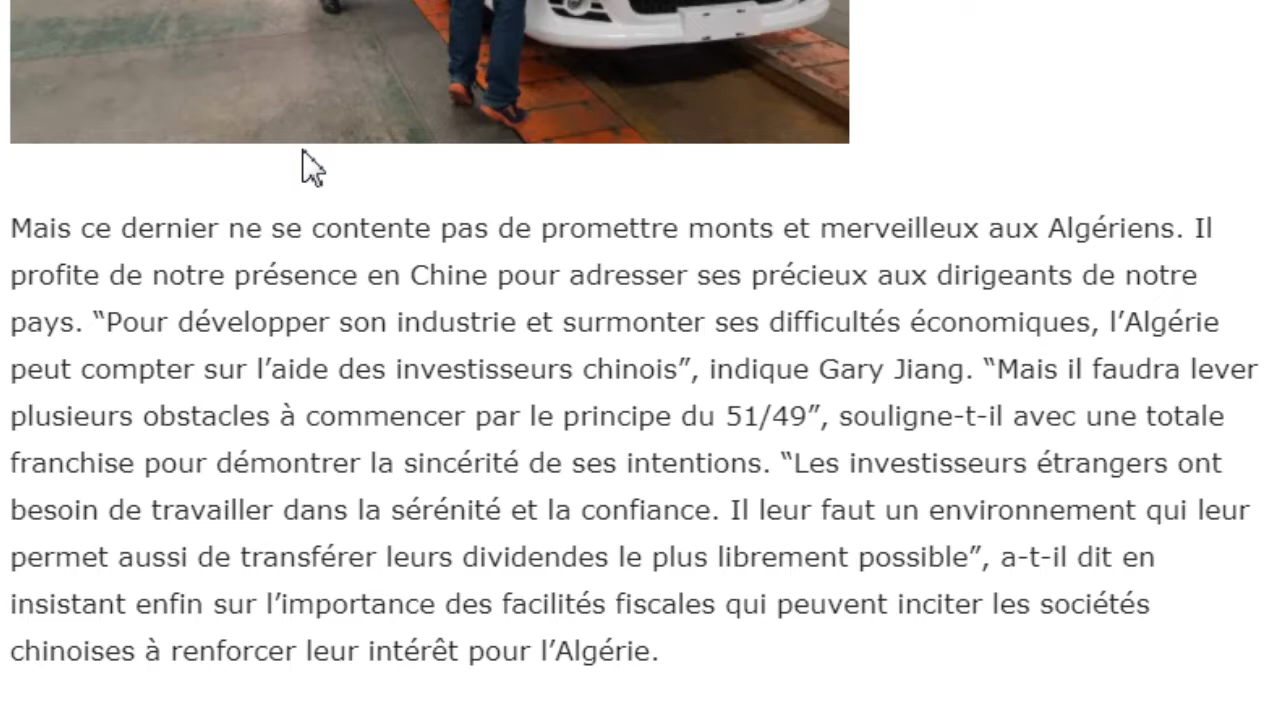 Mais ce dernier ne se contente pas de promettre monts et merveilleux aux Algériens. Il
profite de notre présence en Chine pour adresser ses précieux aux dirigeants de notre
pays. “Pour développer son industrie et surmonter ses difficultés économiques, l’Algérie
peut compter sur l’aide des investisseurs chinois”, indique Gary Jiang. “Mais il faudra lever
plusieurs obstacles à commencer par le principe du 51/49”, souligne-t-il avec une totale
franchise pour démontrer la sincérité de ses intentions. “Les investisseurs étrangers ont
besoin de travailler dans la sérénité et la confiance. Il leur faut un environnement qui leur
permet aussi de transférer leurs dividendes le plus librement possible”, a-t-il dit en
insistant enfin sur l’importance des facilités fiscales qui peuvent inciter les sociétés
chinoises à renforcer leur intérêt pour l’Algérie.